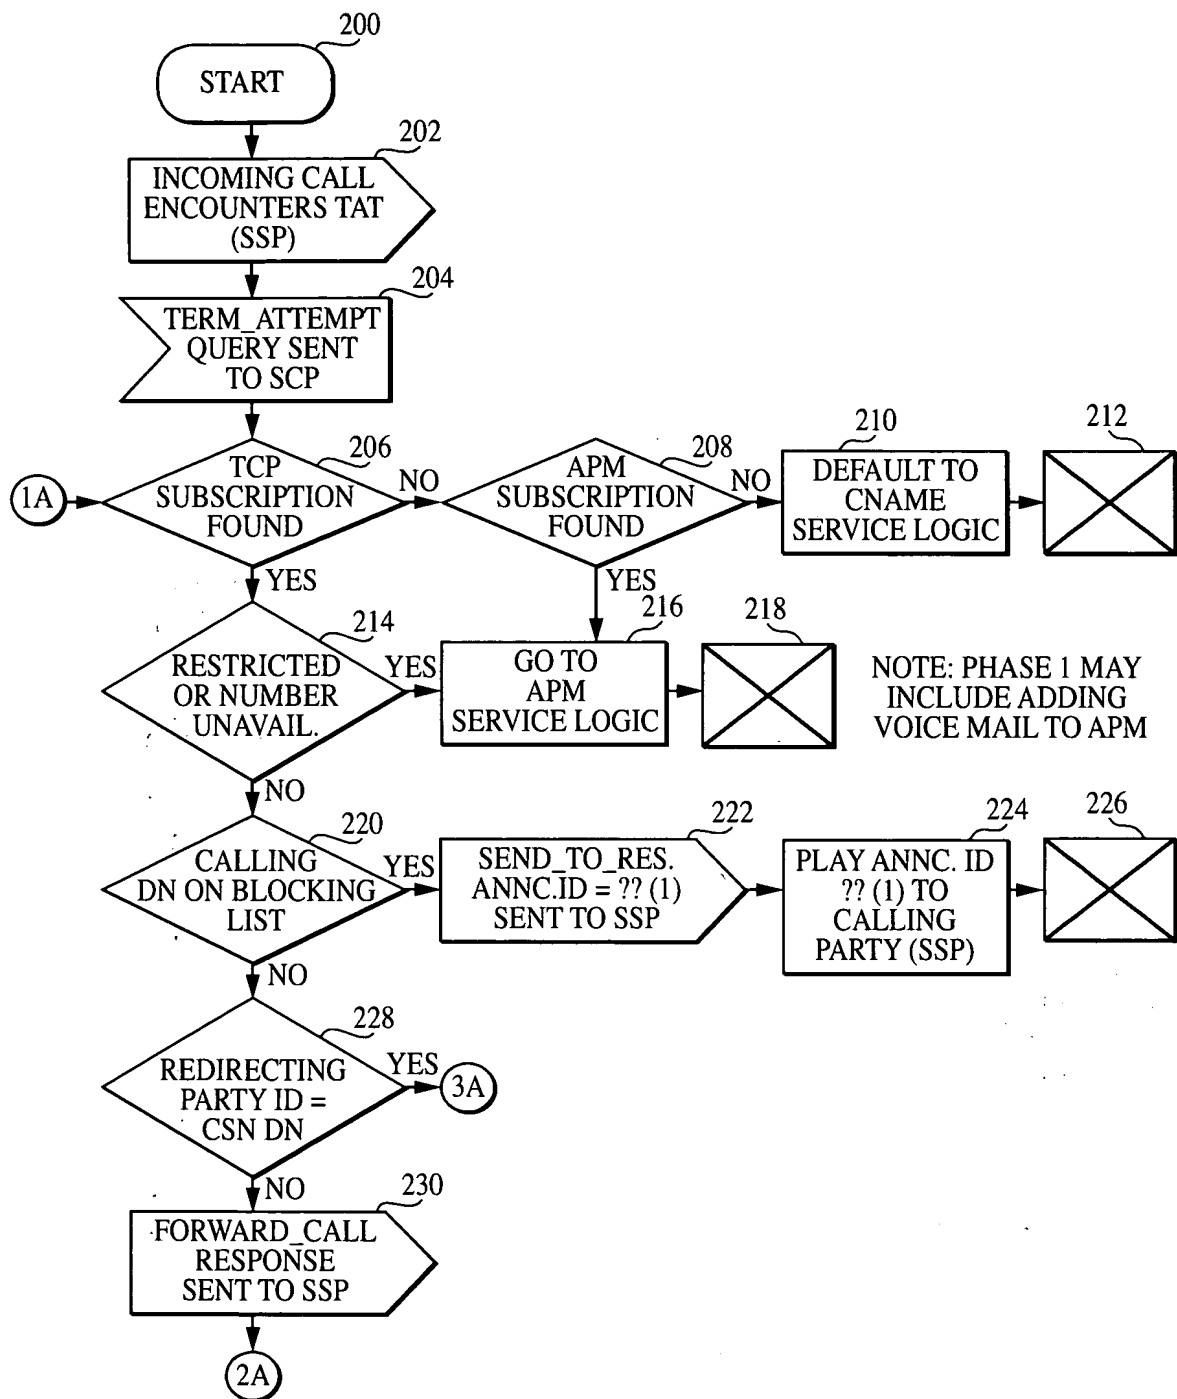 200
START
202
INCOMING CALL
ENCOUNTERS TAT
(SSP)
204
TERM_ATTEMPT
QUERY SENT
TO SCP
1A
206
TCP
SUBSCRIPTION
FOUND
NO
YES
208
APM
SUBSCRIPTION
FOUND
NO
YES
210
DEFAULT TO
CNAME
SERVICE LOGIC
212
214
RESTRICTED
OR NUMBER
UNAVAIL.
YES
NO
216
GO TO
APM
SERVICE LOGIC
218
NOTE: PHASE 1 MAY
INCLUDE ADDING
VOICE MAIL TO APM
220
CALLING
DN ON BLOCKING
LIST
YES
NO
222
SEND_TO_RES.
ANNC.ID = ?? (1)
SENT TO SSP
224
PLAY ANNC. ID
?? (1) TO
CALLING
PARTY (SSP)
226
228
REDIRECTING
PARTY ID =
CSN DN
YES
3A
NO
230
FORWARD_CALL
RESPONSE
SENT TO SSP
2A